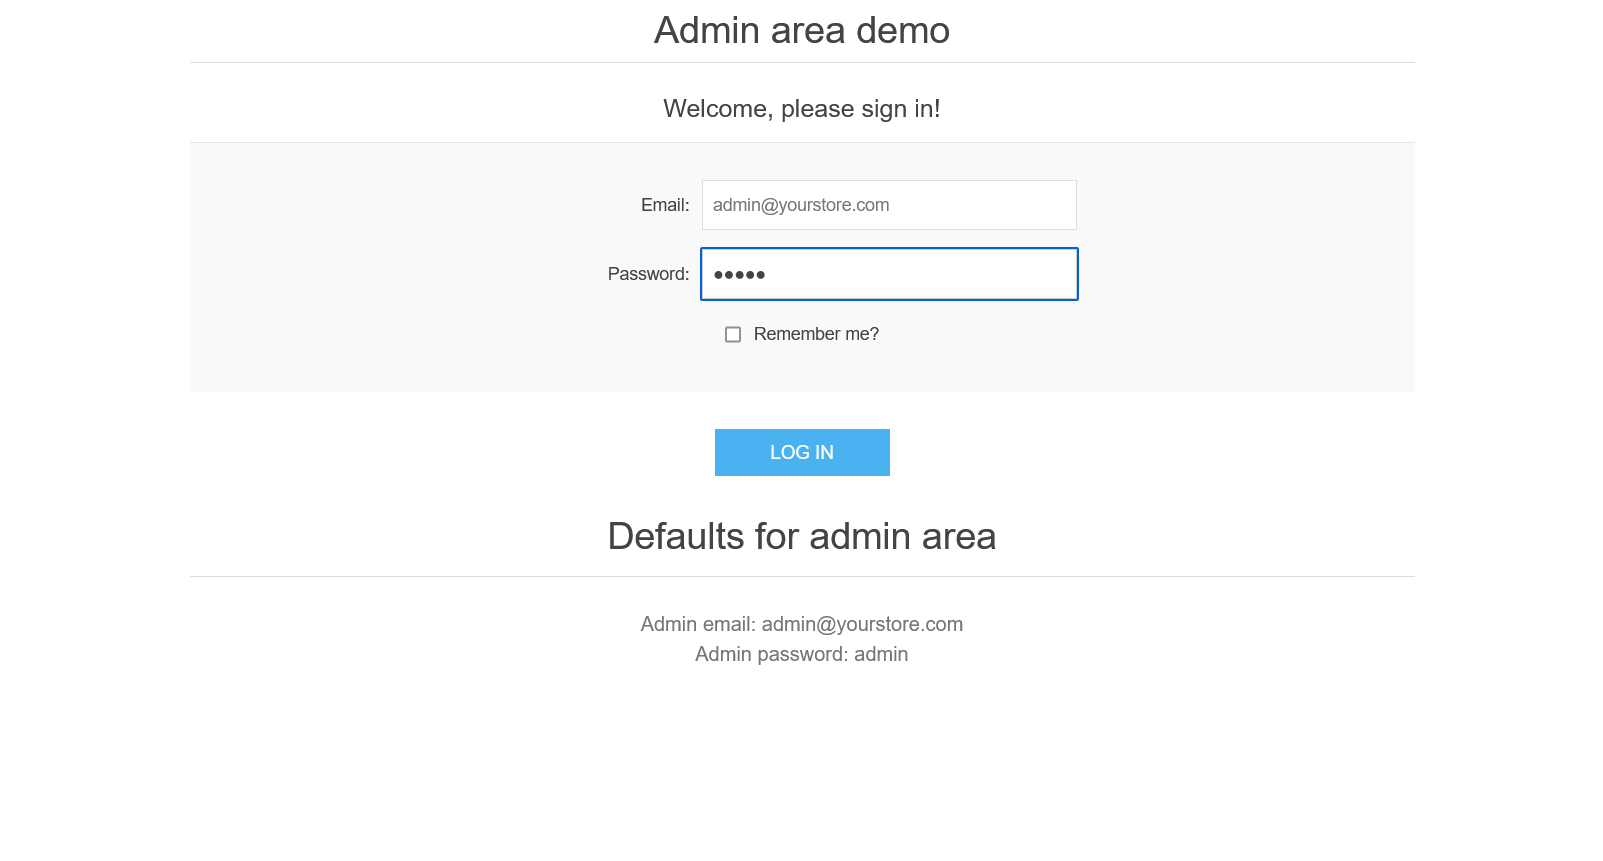 Admin area demo
Welcome, please sign in!
Email: admin@yourstore.com
Password: •••••
Remember me?
LOG IN
Defaults for admin area
Admin email: admin@yourstore.com
Admin password: admin